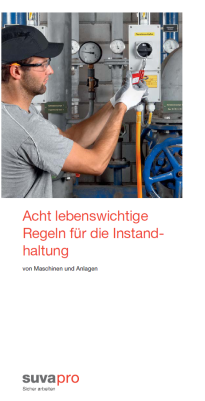 Acht lebenswichtige
Regeln für die Instand-
haltung
von Maschinen und Anlagen
suvapro
Sicher arbeiten